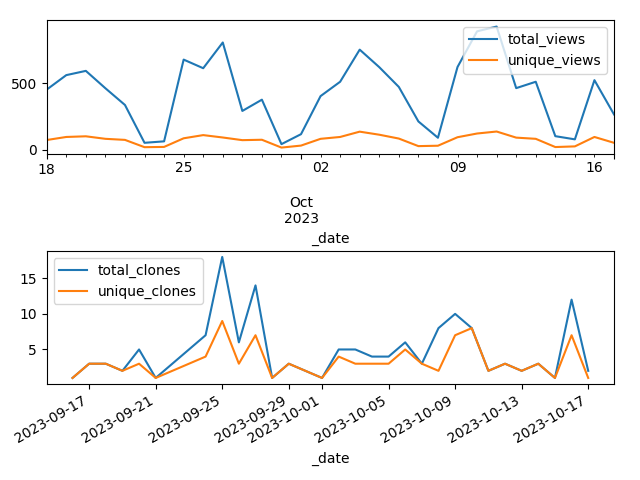 total_views
unique_views
500
0
18
25
02
09
16
Oct
2023
_date
total_clones
unique_clones
15
10
5
2023-09-17
2023-09-21
2023-09-25
2023-09-29
2023-10-01
2023-10-05
2023-10-09
2023-10-13
2023-10-17
_date